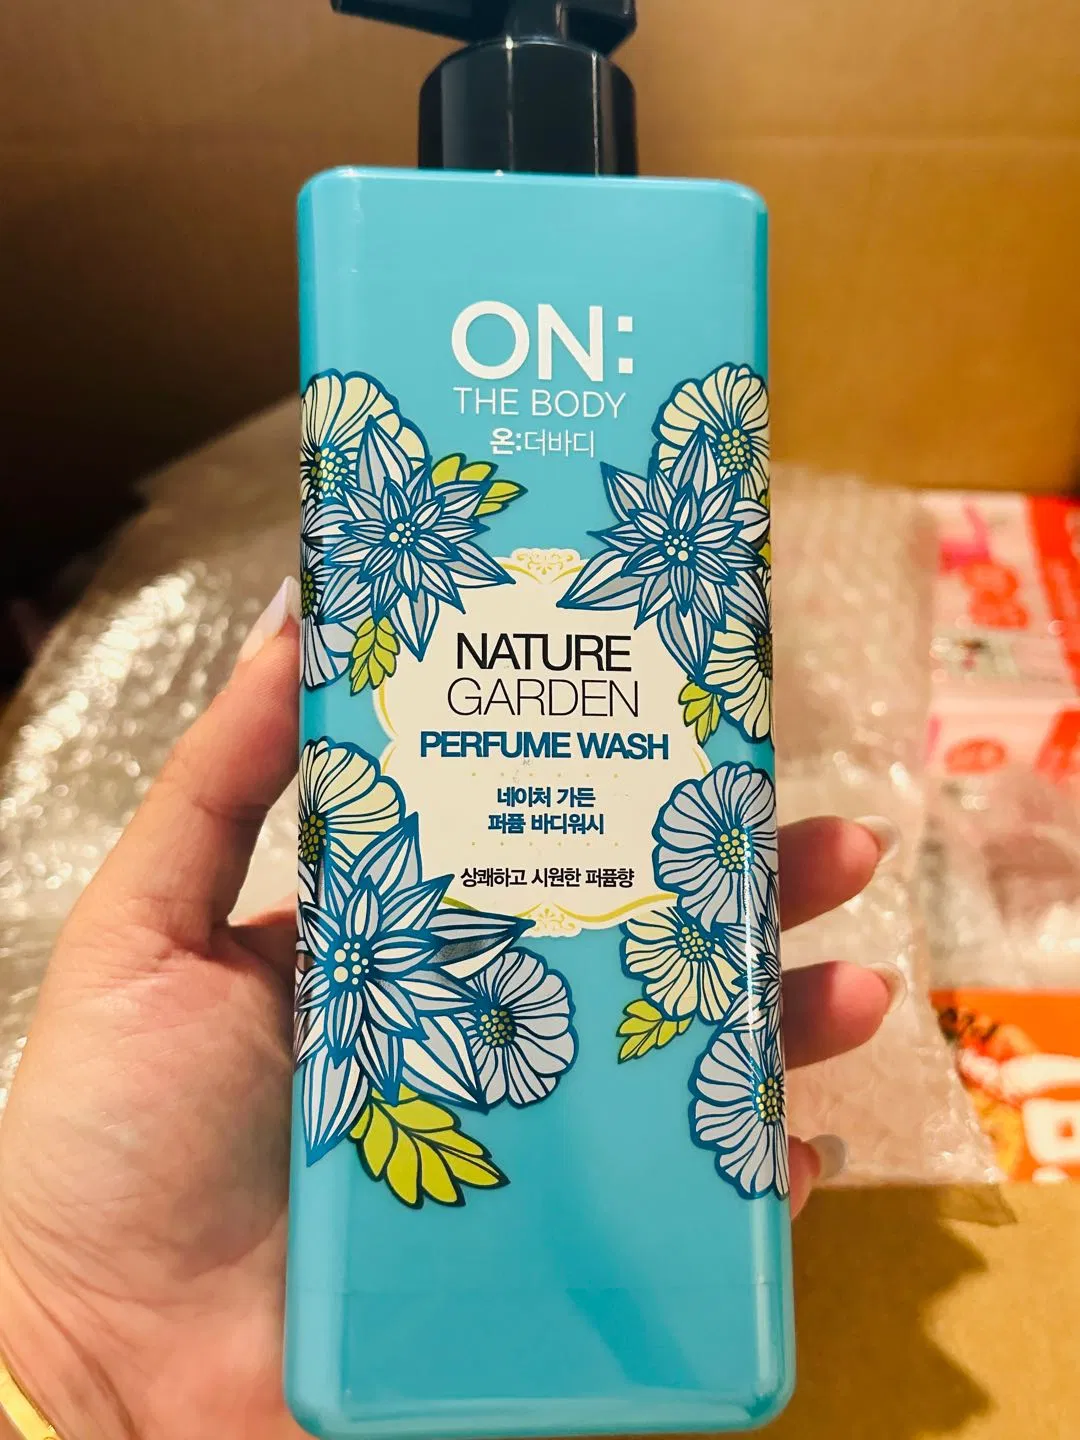 ON:
THE BODY
온:더바디
NATURE
GARDEN
PERFUME WASH
네이처 가든
퍼퓸 바디워시
상쾌하고 시원한 퍼퓸향